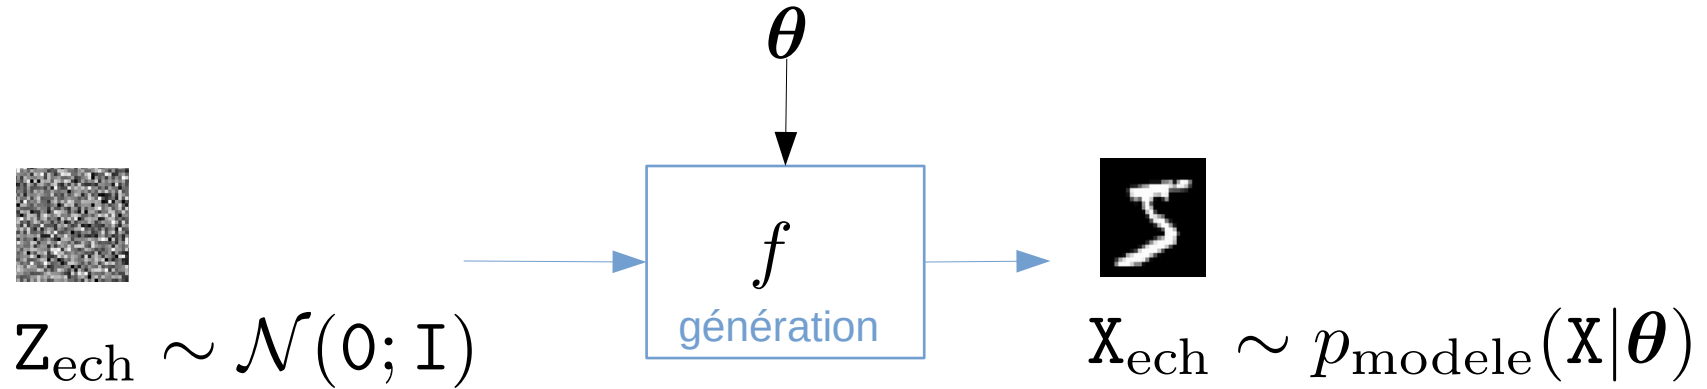 θ
f
génération
Z_ech ∼ 𝒩(0; I)
X_ech ∼ p_modele(X|θ)